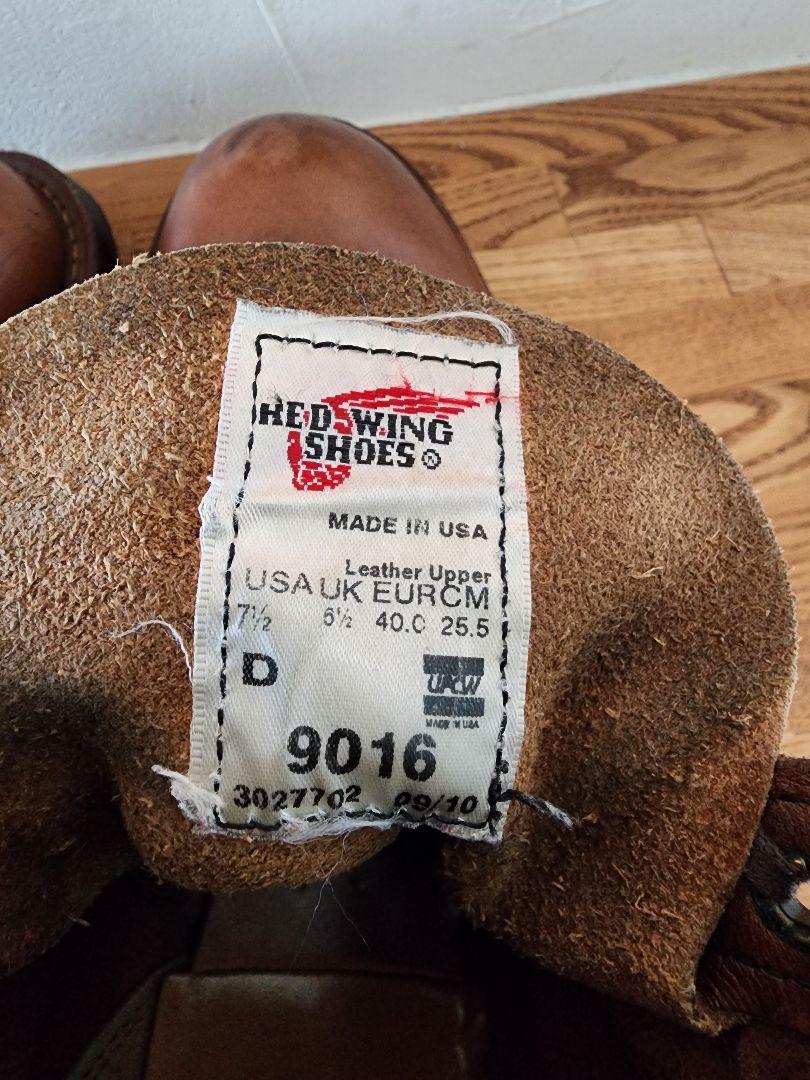 RED WING
SHOES ®
MADE IN USA
Leather Upper
USA UK EUR CM
7½ 6½ 40.0 25.5
D
UFCW
MADE IN USA
9016
3027702 09/10